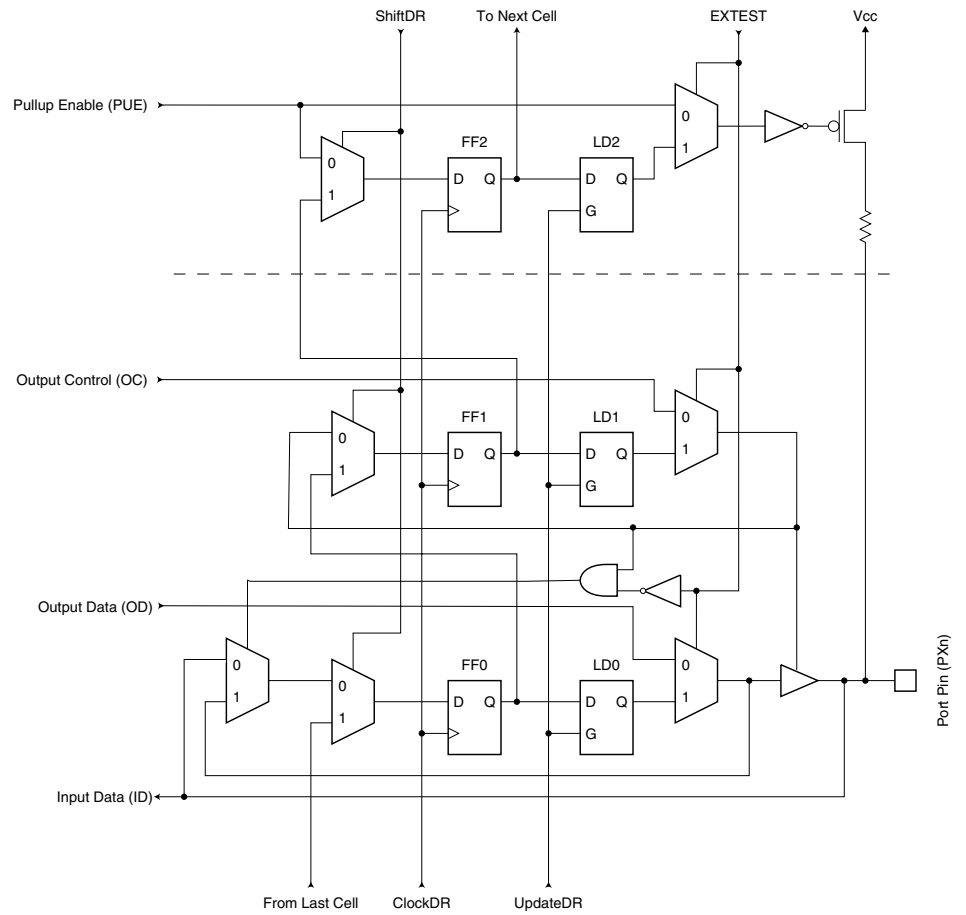 ShiftDR
To Next Cell
EXTEST
Vcc
Pullup Enable (PUE)
0
1
FF2
D Q
LD2
D Q
G
0
1
Output Control (OC)
0
1
FF1
D Q
LD1
D Q
G
0
1
Output Data (OD)
0
1
0
1
FF0
D Q
LD0
D Q
G
0
1
Port Pin (PXn)
Input Data (ID)
From Last Cell
ClockDR
UpdateDR